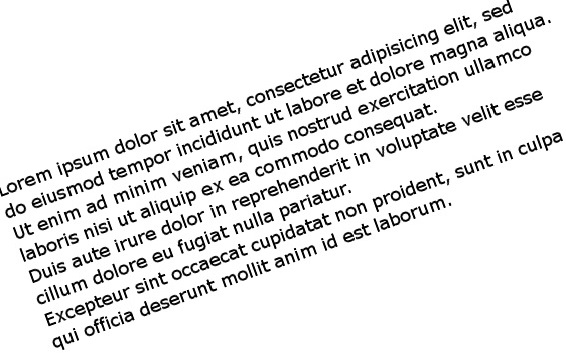 Lorem ipsum dolor sit amet, consectetur adipisicing elit, sed
do eiusmod tempor incididunt ut labore et dolore magna aliqua.
Ut enim ad minim veniam, quis nostrud exercitation ullamco
laboris nisi ut aliquip ex ea commodo consequat.
Duis aute irure dolor in reprehenderit in voluptate velit esse
cillum dolore eu fugiat nulla pariatur.
Excepteur sint occaecat cupidatat non proident, sunt in culpa
qui officia deserunt mollit anim id est laborum.